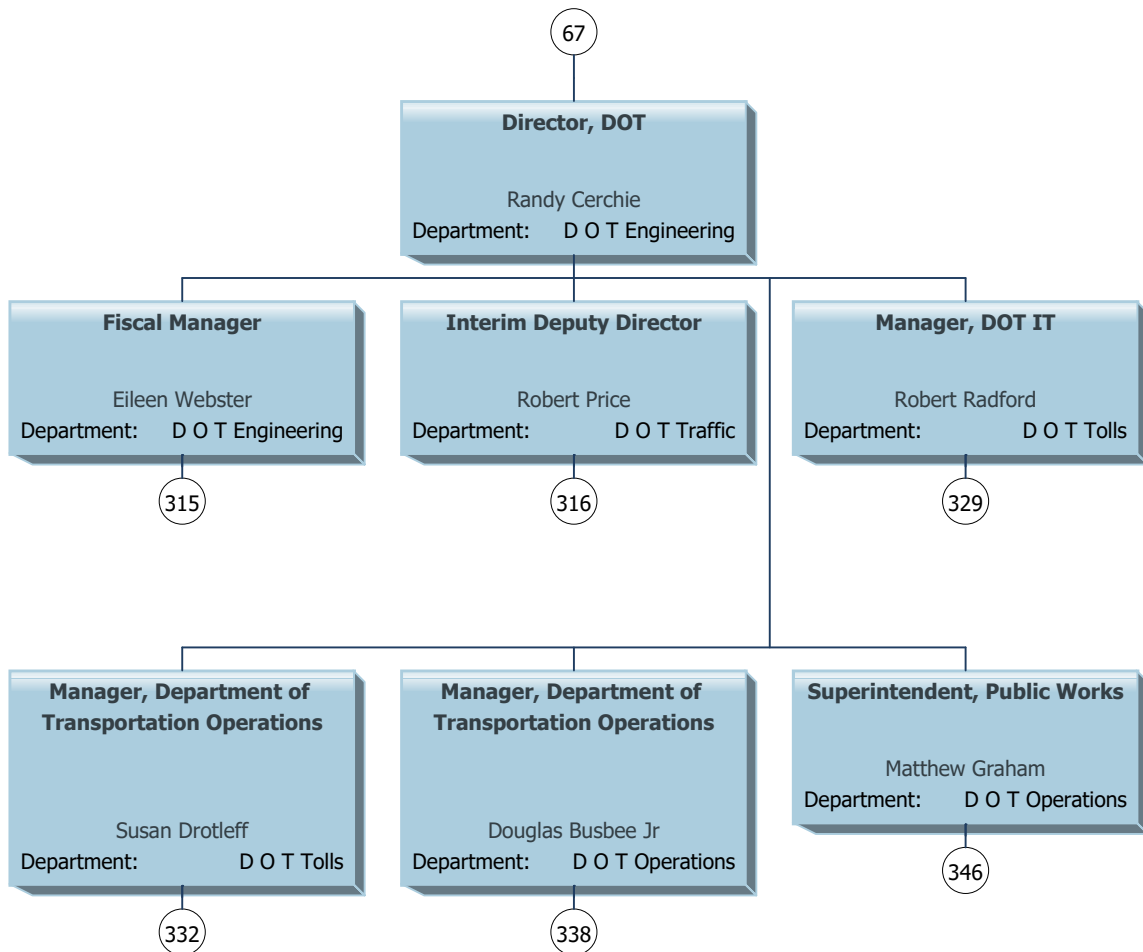 67
Director, DOT
Randy Cerchie
Department: D O T Engineering
Fiscal Manager
Eileen Webster
Department: D O T Engineering
315
Interim Deputy Director
Robert Price
Department: D O T Traffic
316
Manager, DOT IT
Robert Radford
Department: D O T Tolls
329
Manager, Department of
Transportation Operations
Susan Drotleff
Department: D O T Tolls
332
Manager, Department of
Transportation Operations
Douglas Busbee Jr
Department: D O T Operations
338
Superintendent, Public Works
Matthew Graham
Department: D O T Operations
346